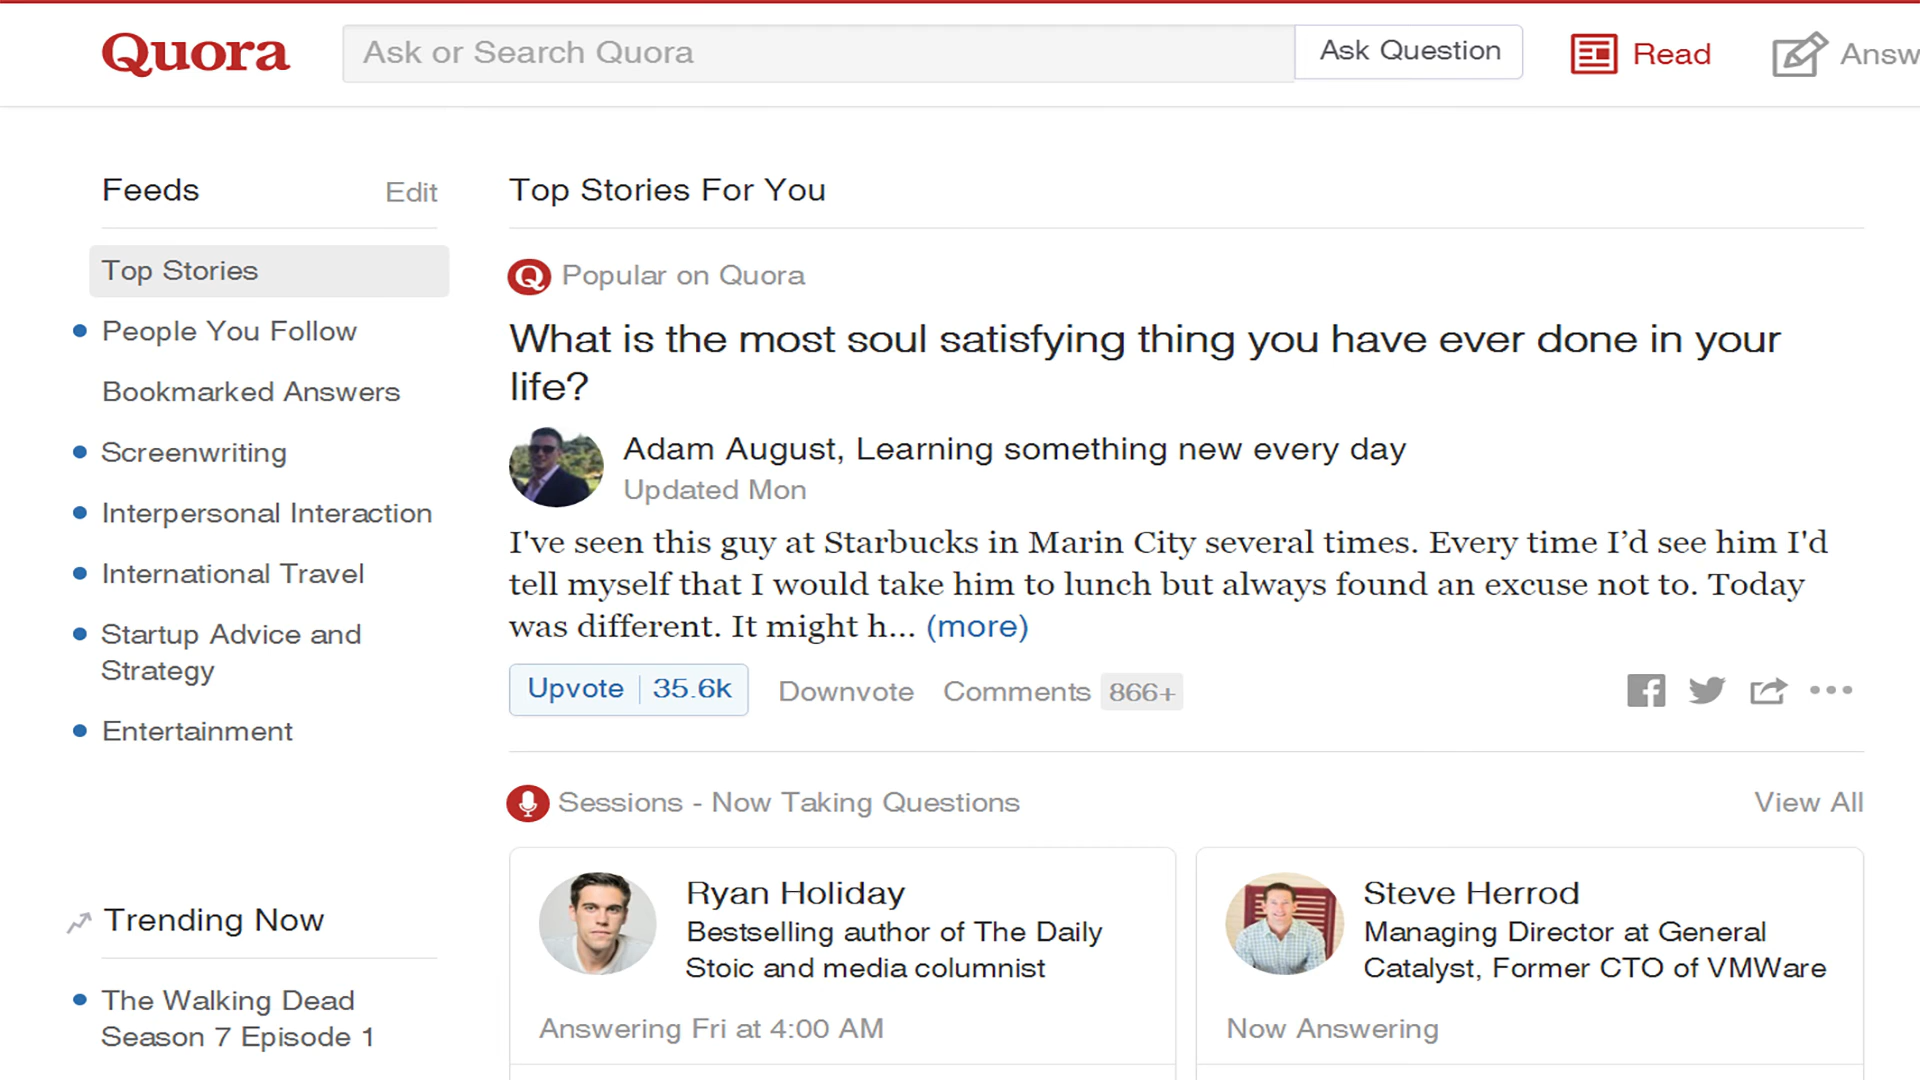 Quora
Ask or Search Quora
Ask Question
Read
Answ
Feeds
Edit
Top Stories
People You Follow
Bookmarked Answers
Screenwriting
Interpersonal Interaction
International Travel
Startup Advice and
Strategy
Entertainment
Trending Now
The Walking Dead
Season 7 Episode 1
Top Stories For You
Q Popular on Quora
What is the most soul satisfying thing you have ever done in your
life?
Adam August, Learning something new every day
Updated Mon
I've seen this guy at Starbucks in Marin City several times. Every time I’d see him I'd
tell myself that I would take him to lunch but always found an excuse not to. Today
was different. It might h... (more)
Upvote 35.6k Downvote Comments 866+
Sessions - Now Taking Questions
View All
Ryan Holiday
Bestselling author of The Daily
Stoic and media columnist
Answering Fri at 4:00 AM
Steve Herrod
Managing Director at General
Catalyst, Former CTO of VMWare
Now Answering